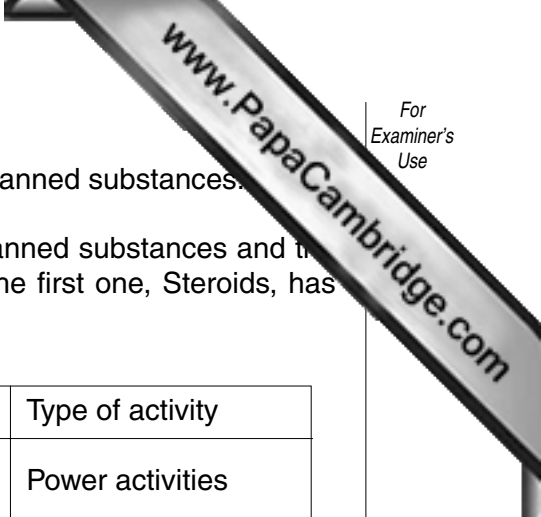 www.PapaCambridge.com
For
Examiner's
Use
anned substances.
anned substances and
he first one, Steroids, has
Type of activity
Power activities